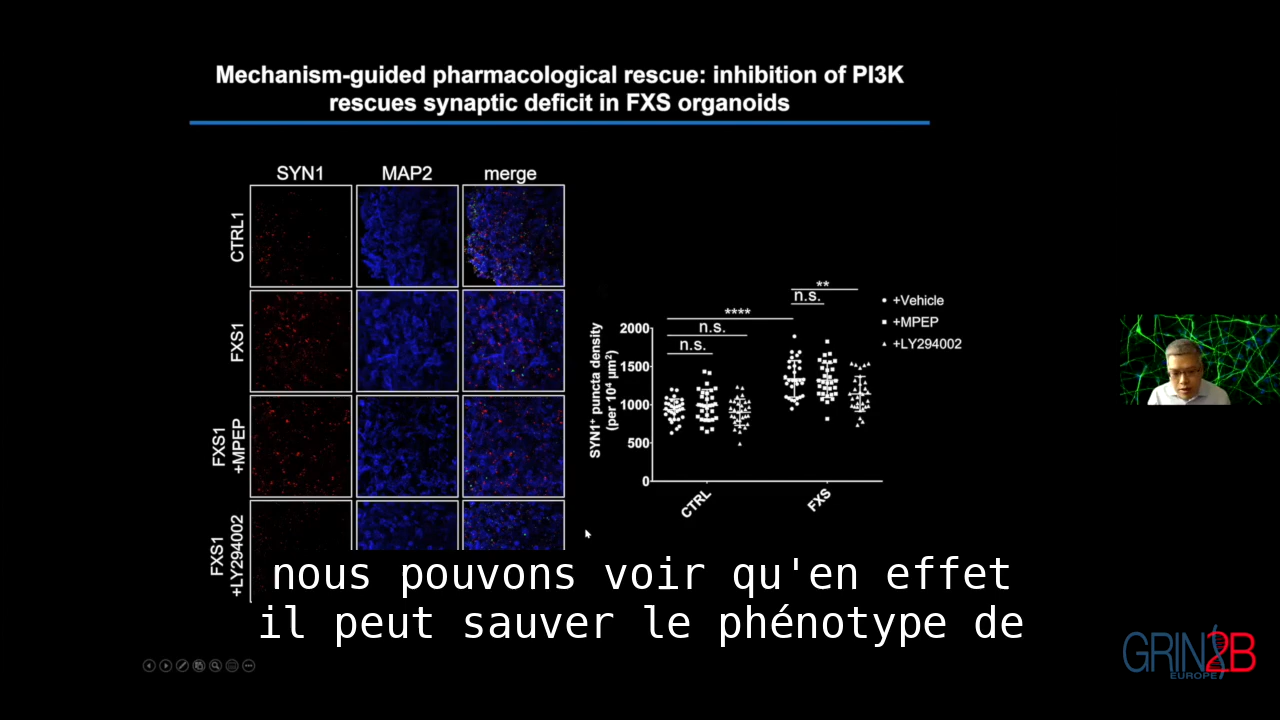 Mechanism-guided pharmacological rescue: inhibition of PI3K
rescues synaptic deficit in FXS organoids
SYN1 MAP2 merge
CTRL1
FXS1
FXS1
+MPEP
FXS1
+LY294002
SYN1⁺ puncta density
(per 10⁴ µm²)
2000
1500
1000
500
0
n.s.
n.s.
****
n.s.
**
CTRL
FXS
+Vehicle
+MPEP
+LY294002
nous pouvons voir qu'en effet
il peut sauver le phénotype de
GRIN2B
EUROPE